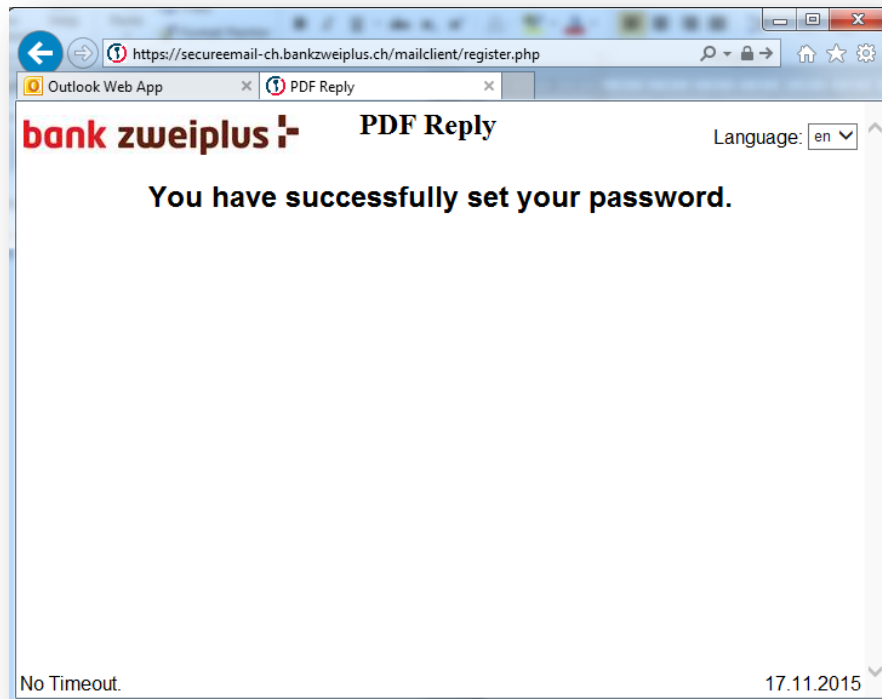 https://secureemail-ch.bankzweiplus.ch/mailclient/register.php
Outlook Web App
PDF Reply
bank zweiplus
PDF Reply
Language: en
You have successfully set your password.
No Timeout.
17.11.2015